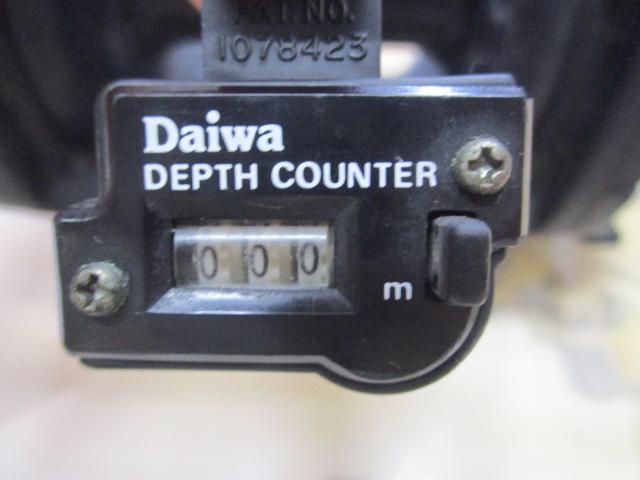 PAT.NO.
1078423
Daiwa
DEPTH COUNTER
000
m